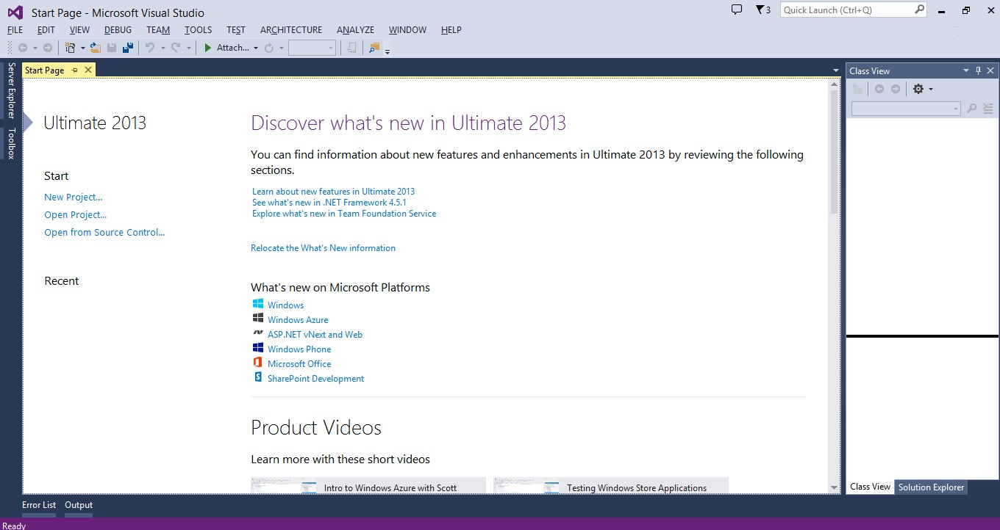 Start Page - Microsoft Visual Studio
3
Quick Launch (Ctrl+Q)
FILE EDIT VIEW DEBUG TEAM TOOLS TEST ARCHITECTURE ANALYZE WINDOW HELP
Attach...
Server Explorer
Toolbox
Start Page
Ultimate 2013
Start
New Project...
Open Project...
Open from Source Control...
Recent
Discover what's new in Ultimate 2013
You can find information about new features and enhancements in Ultimate 2013 by reviewing the following
sections.
Learn about new features in Ultimate 2013
See what's new in .NET Framework 4.5.1
Explore what's new in Team Foundation Service
Relocate the What's New information
What's new on Microsoft Platforms
Windows
Windows Azure
ASP.NET vNext and Web
Windows Phone
Microsoft Office
SharePoint Development
Product Videos
Learn more with these short videos
Intro to Windows Azure with Scott
Testing Windows Store Applications
Class View
Class View Solution Explorer
Error List Output
Ready